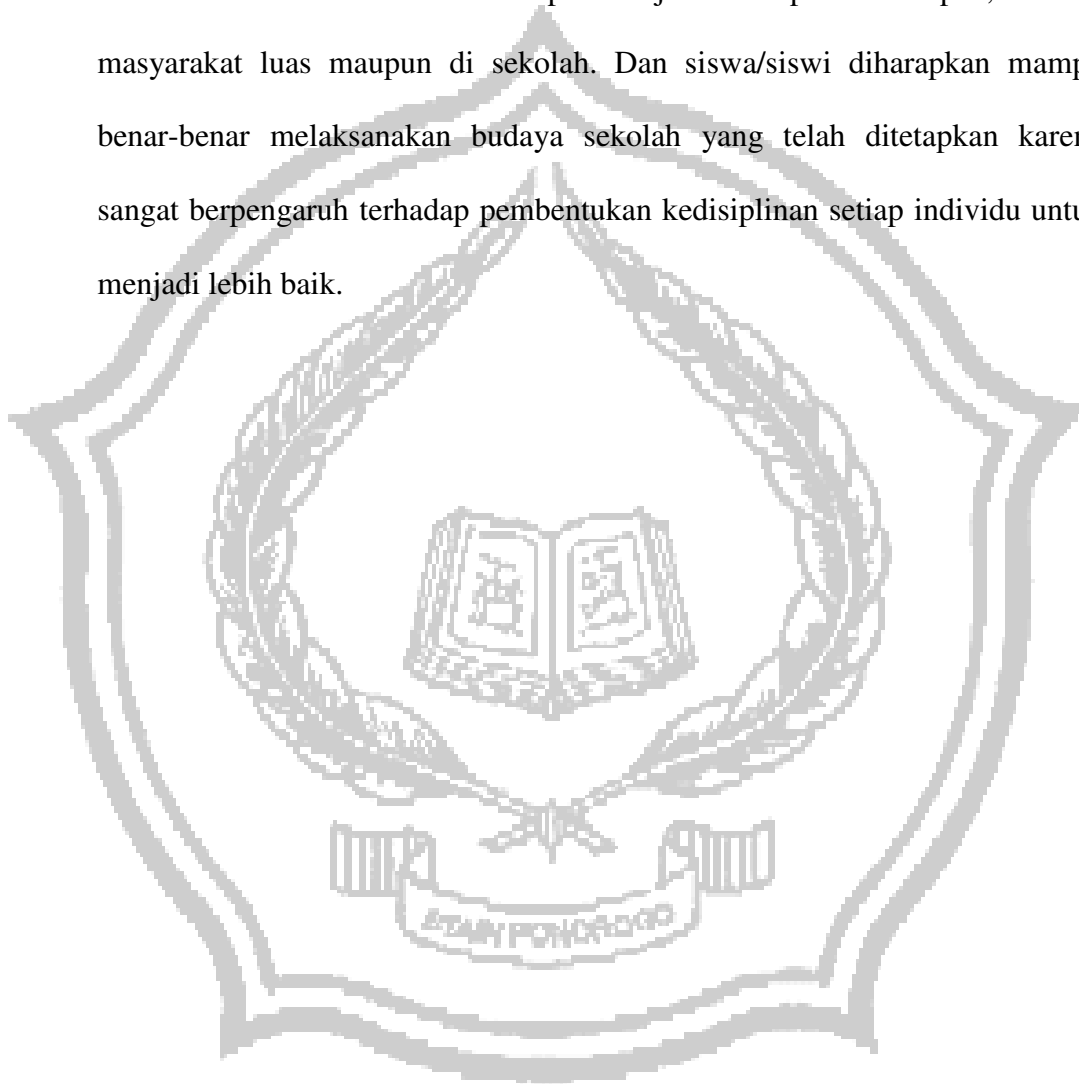 masyarakat luas maupun di sekolah. Dan siswa/siswi diharapkan mamp
benar-benar melaksanakan budaya sekolah yang telah ditetapkan karen
sangat berpengaruh terhadap pembentukan kedisiplinan setiap individu untu
menjadi lebih baik.
STAIN PONOROGO